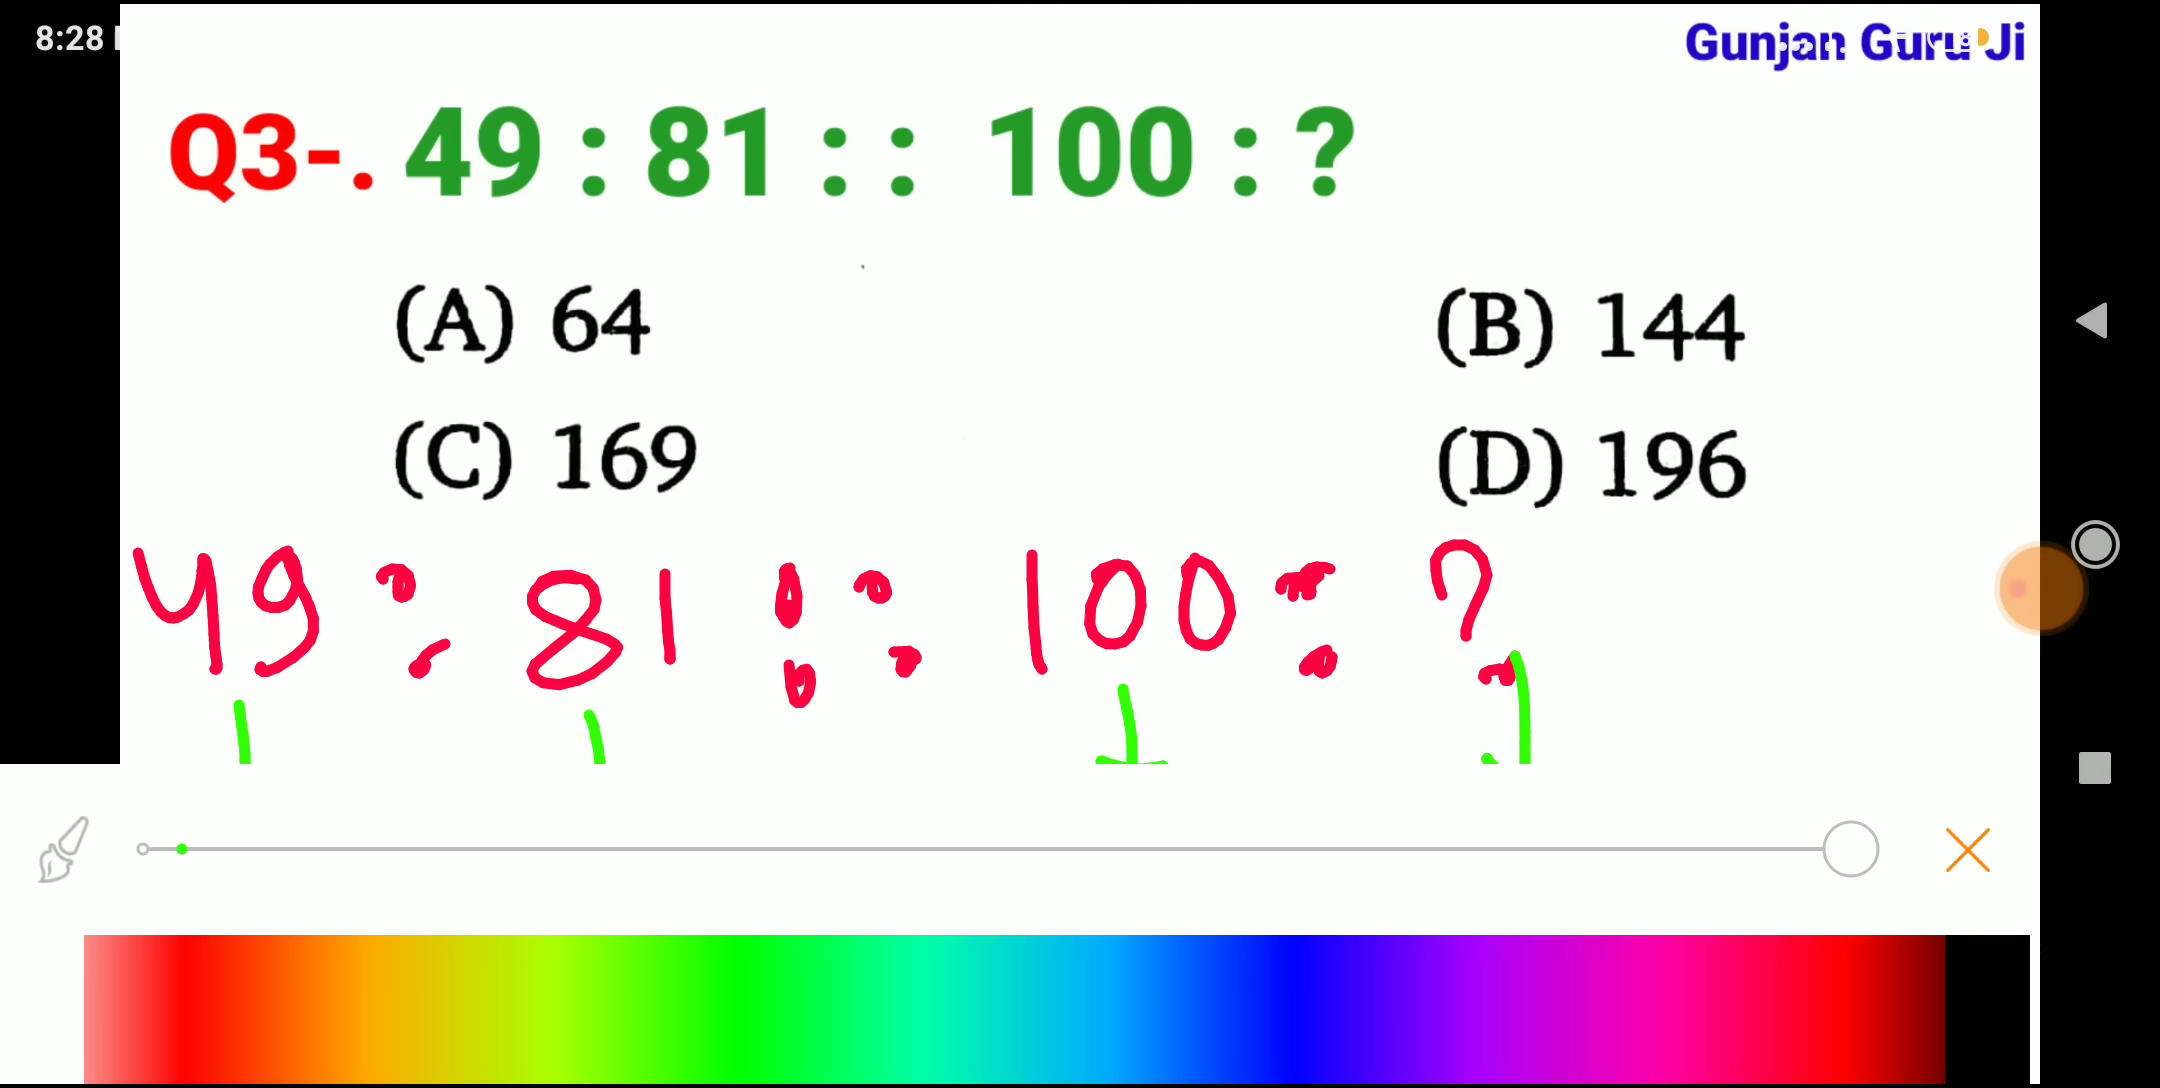 8:28
Gunjan Guru Ji
Q3-. 49 : 81 : : 100 : ?
(A) 64
(B) 144
(C) 169
(D) 196
49 : 81 : : 100 : ?